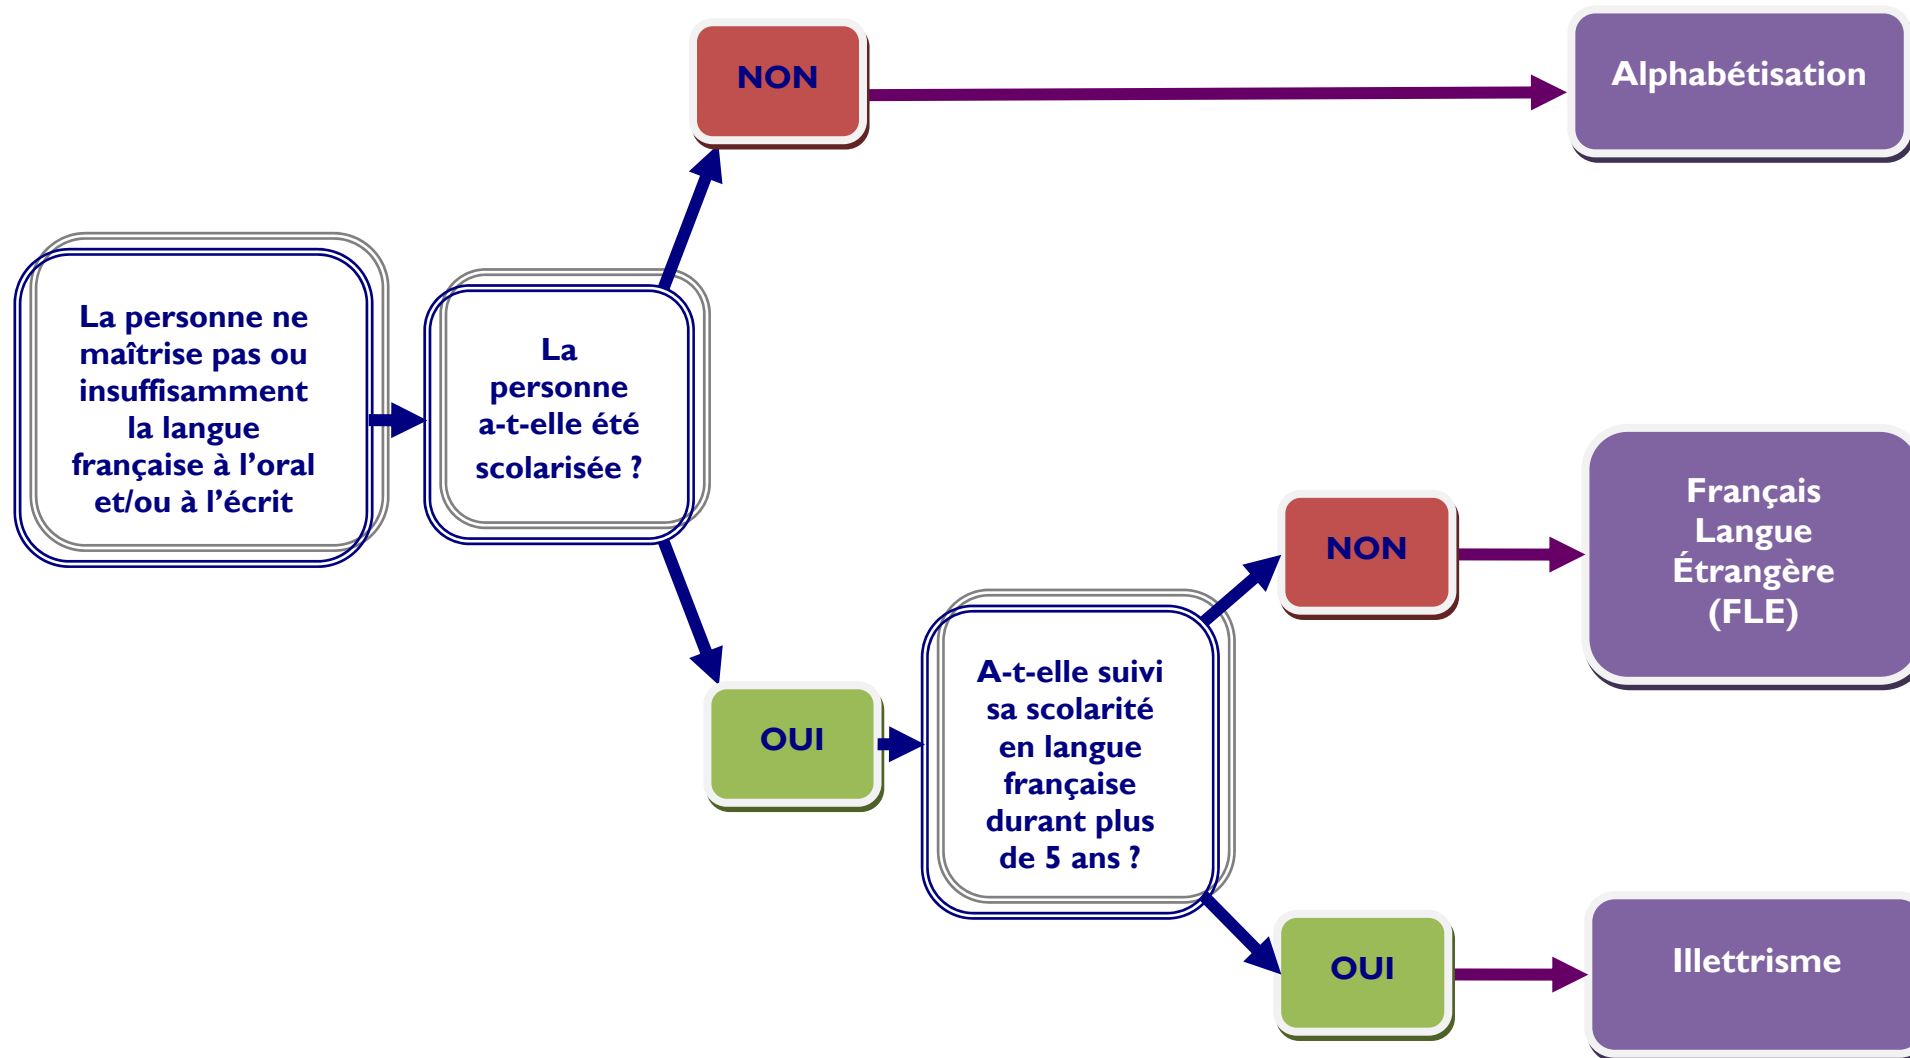 NON
Alphabétisation
La personne ne
maîtrise pas ou
insuffisamment
la langue
française à l’oral
et/ou à l’écrit
La
personne
a-t-elle été
scolarisée ?
NON
Français
Langue
Étrangère
(FLE)
OUI
A-t-elle suivi
sa scolarité
en langue
française
durant plus
de 5 ans ?
OUI
Illettrisme